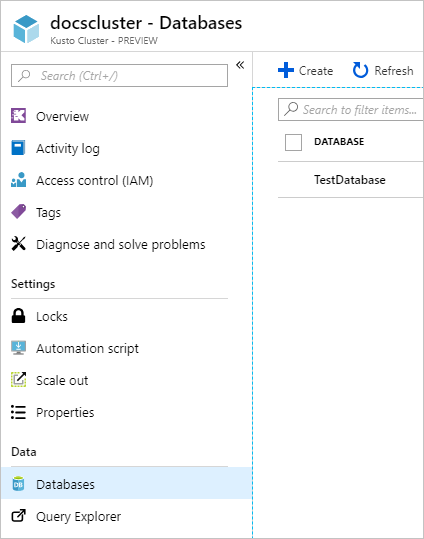 docscluster - Databases
Kusto Cluster - PREVIEW
Search (Ctrl+/)
«
Overview
Activity log
Access control (IAM)
Tags
Diagnose and solve problems
Settings
Locks
Automation script
Scale out
Properties
Data
DB
Databases
Query Explorer
Create
Refresh
Search to filter items...
DATABASE
TestDatabase